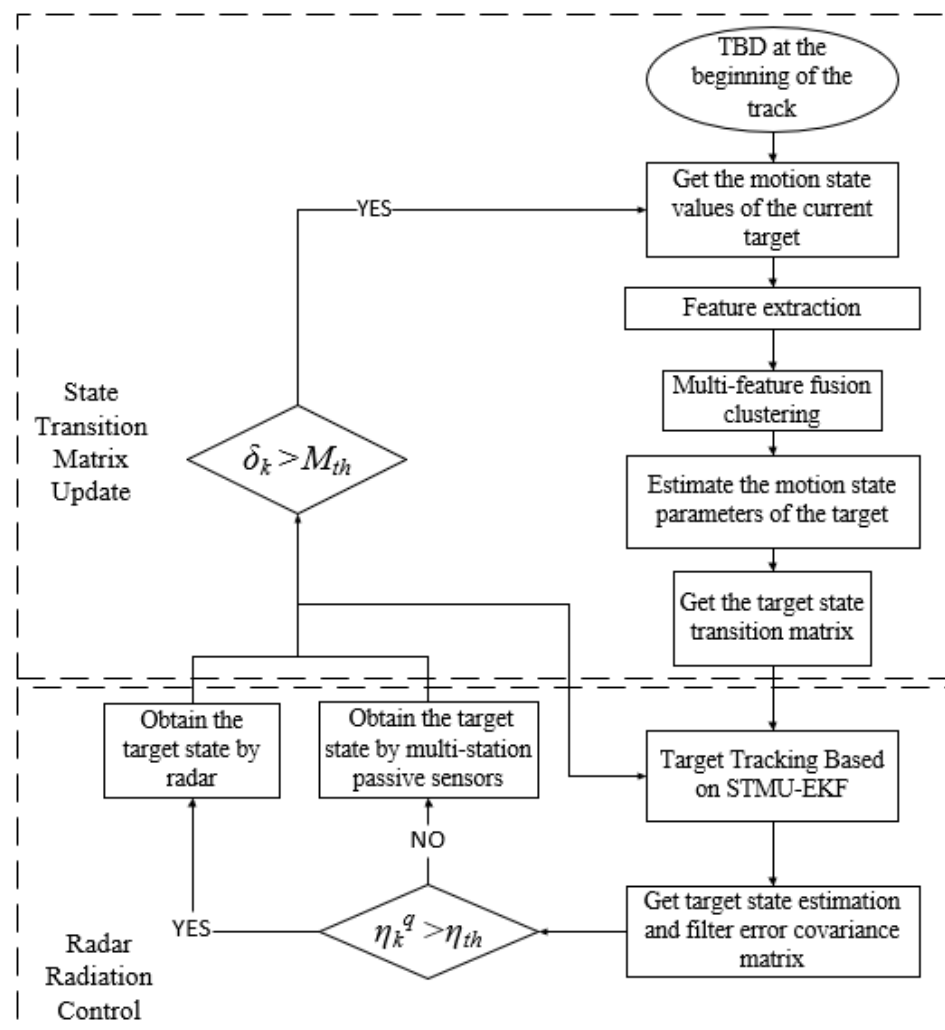 TBD at the
beginning of the
track
Get the motion state
values of the current
target
YES
Feature extraction
Multi-feature fusion
clustering
State
Transition
Matrix
Update
δₖ > Mₜₕ
Estimate the motion state
parameters of the target
Get the target state
transition matrix
Obtain the
target state by
radar
Obtain the target
state by multi-station
passive sensors
Target Tracking Based
on STMU-EKF
NO
YES
η_k^q > η_th
Get target state estimation
and filter error covariance
matrix
Radar
Radiation
Control